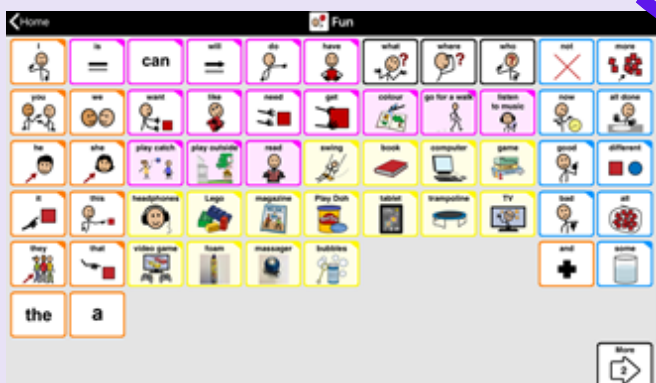 Home Fun
I is can will do have what where who not more
you we want like need get colour go for a walk listen to music now all done
he she play catch play outside read swing book computer game good different
it this headphones Lego magazine Play Doh tablet trampoline TV bad all
they that video game foam massager bubbles and some
the a
More
2